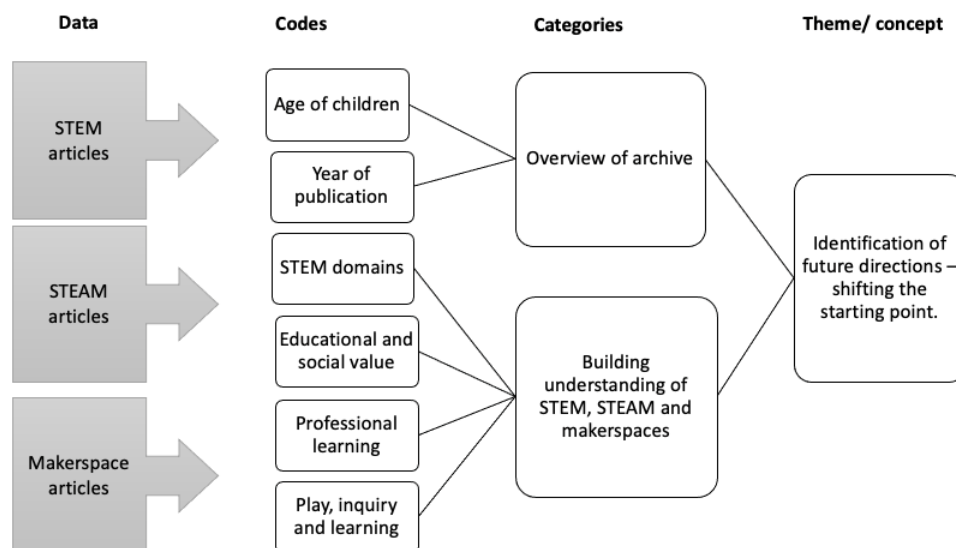 Data
Codes
Categories
Theme/ concept
STEM
articles
STEAM
articles
Makerspace
articles
Age of children
Year of
publication
STEM domains
Educational and
social value
Professional
learning
Play, inquiry
and learning
Overview of archive
Building
understanding of
STEM, STEAM and
makerspaces
Identification of
future directions –
shifting the
starting point.